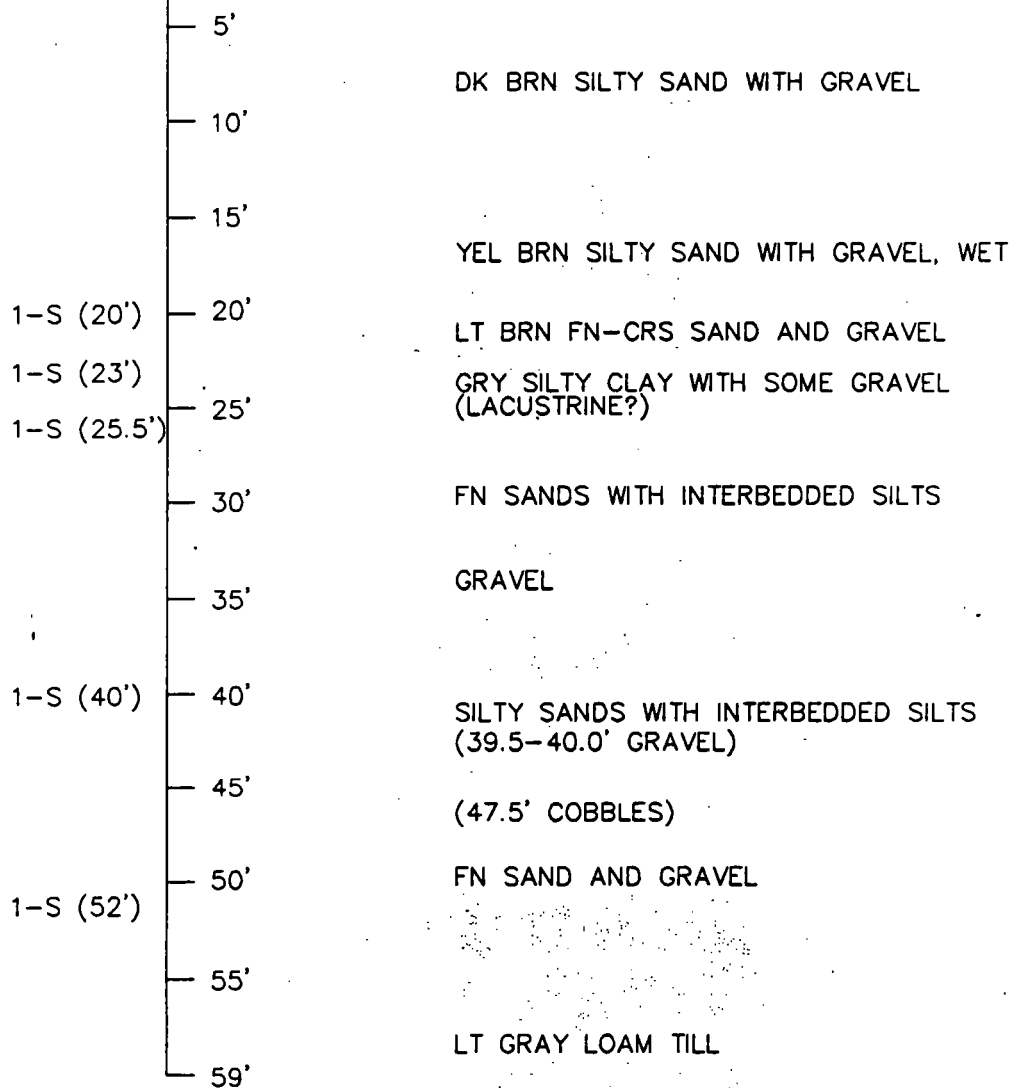 5'
DK BRN SILTY SAND WITH GRAVEL
10'
15'
YEL BRN SILTY SAND WITH GRAVEL, WET
1-S (20')
20'
LT BRN FN-CRS SAND AND GRAVEL
1-S (23')
GRY SILTY CLAY WITH SOME GRAVEL
(LACUSTRINE?)
25'
1-S (25.5')
30'
FN SANDS WITH INTERBEDDED SILTS
GRAVEL
35'
1-S (40')
40'
SILTY SANDS WITH INTERBEDDED SILTS
(39.5-40.0' GRAVEL)
45'
(47.5' COBBLES)
50'
FN SAND AND GRAVEL
1-S (52')
55'
LT GRAY LOAM TILL
59'